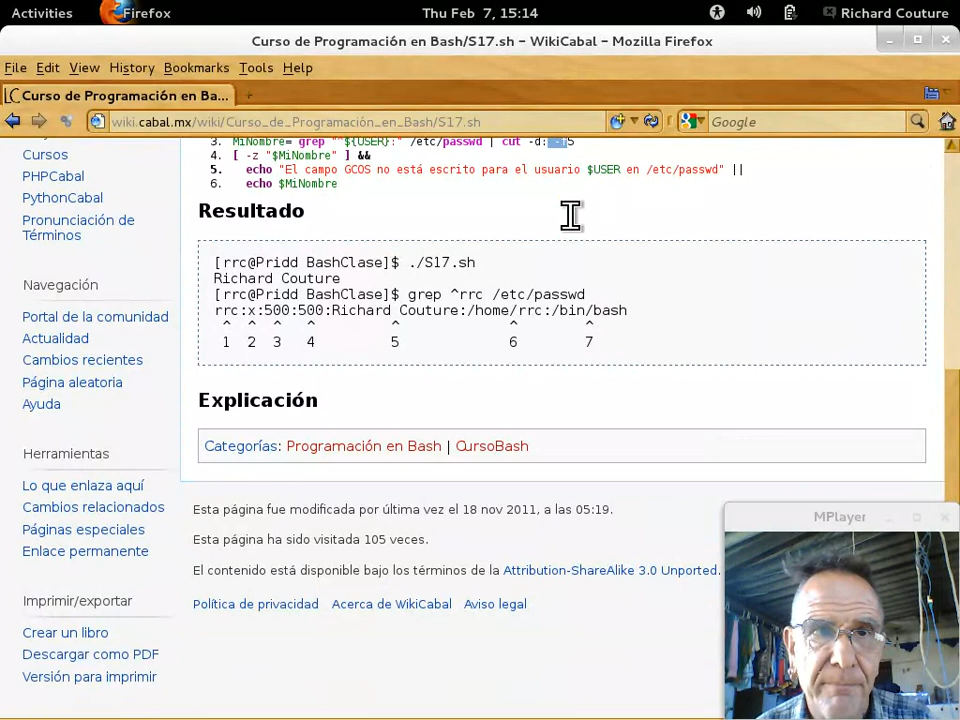 Activities Firefox Thu Feb 7, 15:14 Richard Couture
Curso de Programación en Bash/S17.sh - WikiCabal - Mozilla Firefox
File Edit View History Bookmarks Tools Help
Curso de Programación en Ba...
wiki.cabal.mx/wiki/Curso_de_Programación_en_Bash/S17.sh Google
3. MiNombre= grep "^${USER}:" /etc/passwd | cut -d: -f5
4. [ -z "$MiNombre" ] &&
5. echo "El campo GCOS no está escrito para el usuario $USER en /etc/passwd" ||
6. echo $MiNombre
Resultado
[rrc@Pridd BashClase]$ ./S17.sh
Richard Couture
[rrc@Pridd BashClase]$ grep ^rrc /etc/passwd
rrc:x:500:500:Richard Couture:/home/rrc:/bin/bash
^ ^ ^ ^ ^ ^ ^
1 2 3 4 5 6 7
Explicación
Categorías: Programación en Bash | CursoBash
Esta página fue modificada por última vez el 18 nov 2011, a las 05:19.
Esta página ha sido visitada 105 veces.
El contenido está disponible bajo los términos de la Attribution-ShareAlike 3.0 Unported.
Política de privacidad Acerca de WikiCabal Aviso legal
Cursos
PHPCabal
PythonCabal
Pronunciación de
Términos
Navegación
Portal de la comunidad
Actualidad
Cambios recientes
Página aleatoria
Ayuda
Herramientas
Lo que enlaza aquí
Cambios relacionados
Páginas especiales
Enlace permanente
Imprimir/exportar
Crear un libro
Descargar como PDF
Versión para imprimir
MPlayer